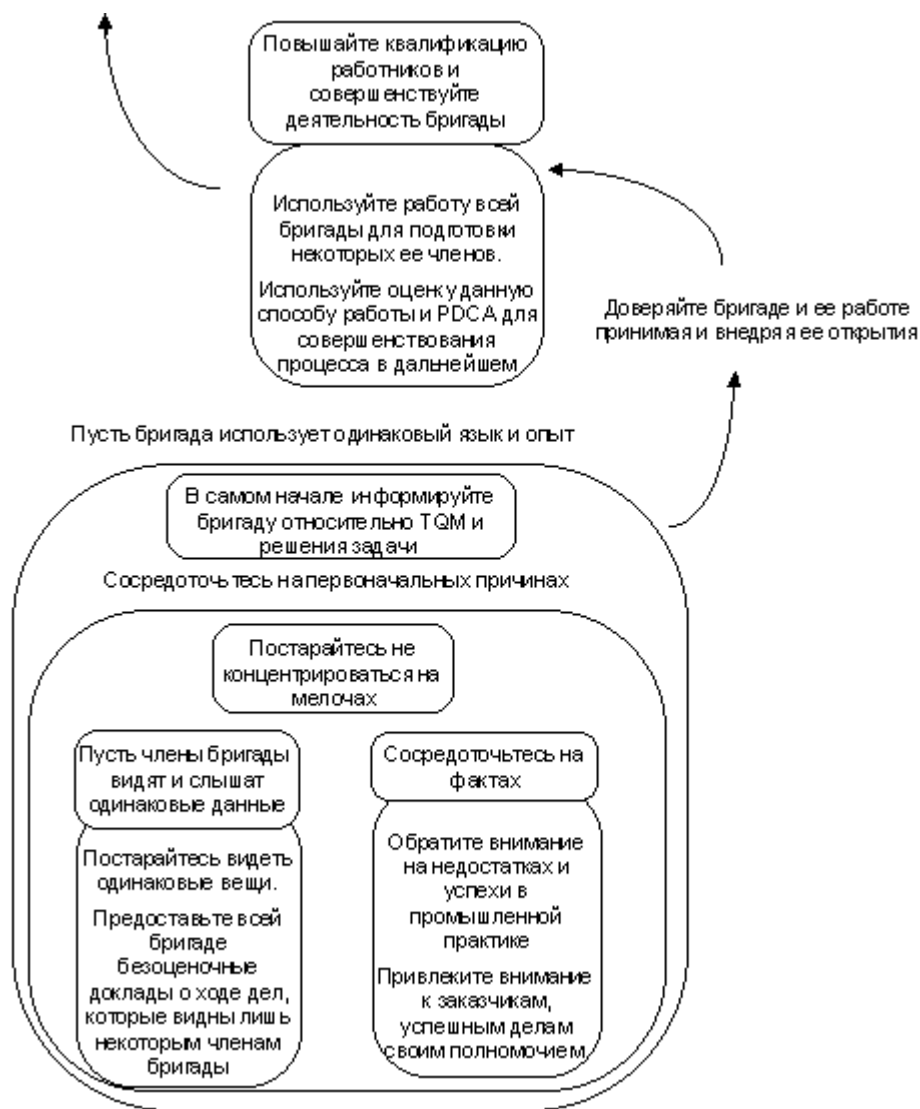 Повышайте квалификацию
работников и
совершенствуйте
деятельность бригады
Используйте работу всей
бригады для подготовки
некоторых ее членов.
Используйте оценку данную
способу работы и PDCA для
совершенствования
процесса в дальнейшем
Доверяйте бригаде и ее работе
принимая и внедряя ее открытия
Пусть бригада использует одинаковый язык и опыт
В самом начале информируйте
бригаду относительно TQM и
решения задачи
Сосредоточьтесь на первоначальных причинах
Постарайтесь не
концентрироваться на
мелочах
Пусть члены бригады
видят и слышат
одинаковые данные
Постарайтесь видеть
одинаковые вещи.
Предоставьте всей
бригаде
безоценочные
доклады о ходе дел,
которые видны лишь
некоторым членам
бригады
Сосредоточьтесь на
фактах
Обратите внимание
на недостатках и
успехи в
промышленной
практике
Привлеките внимание
к заказчикам,
успешным делам
своим полномочием